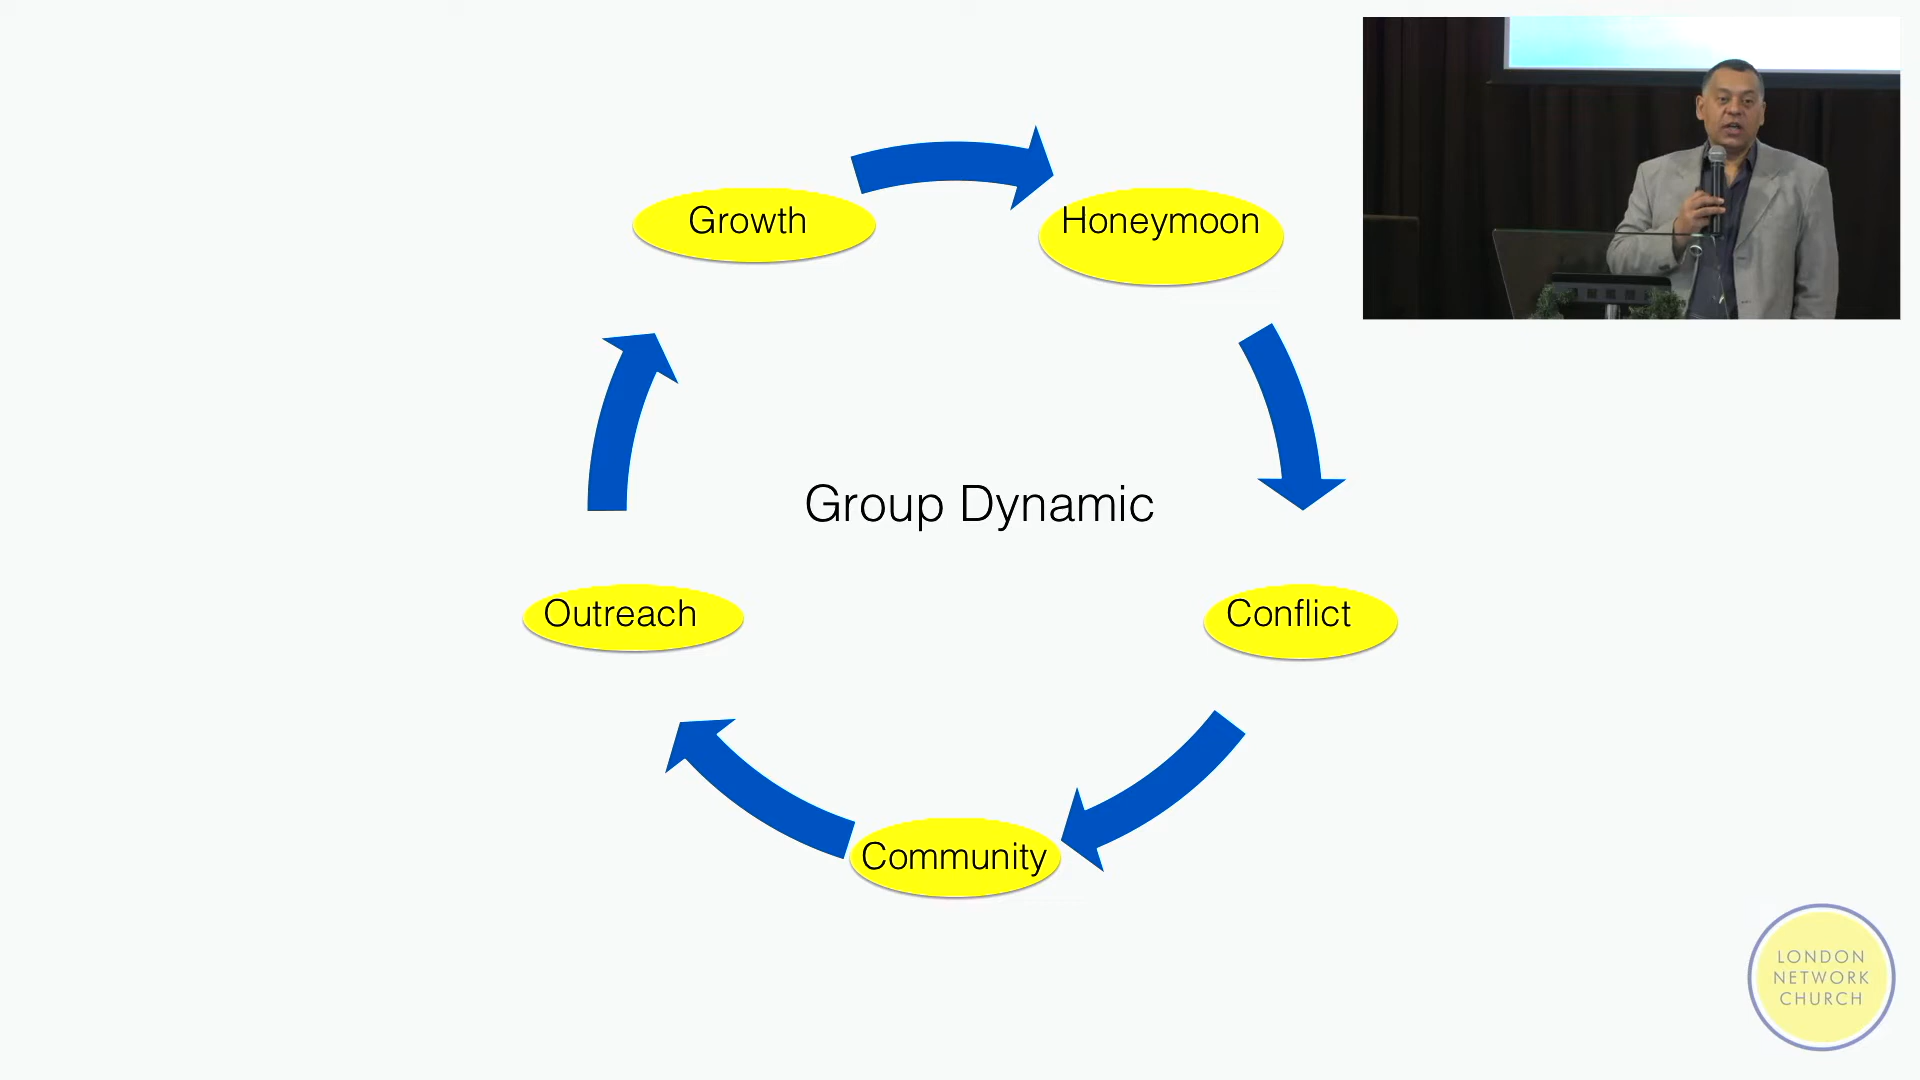 Growth
Honeymoon
Group Dynamic
Outreach
Conflict
Community
LONDON
NETWORK
CHURCH